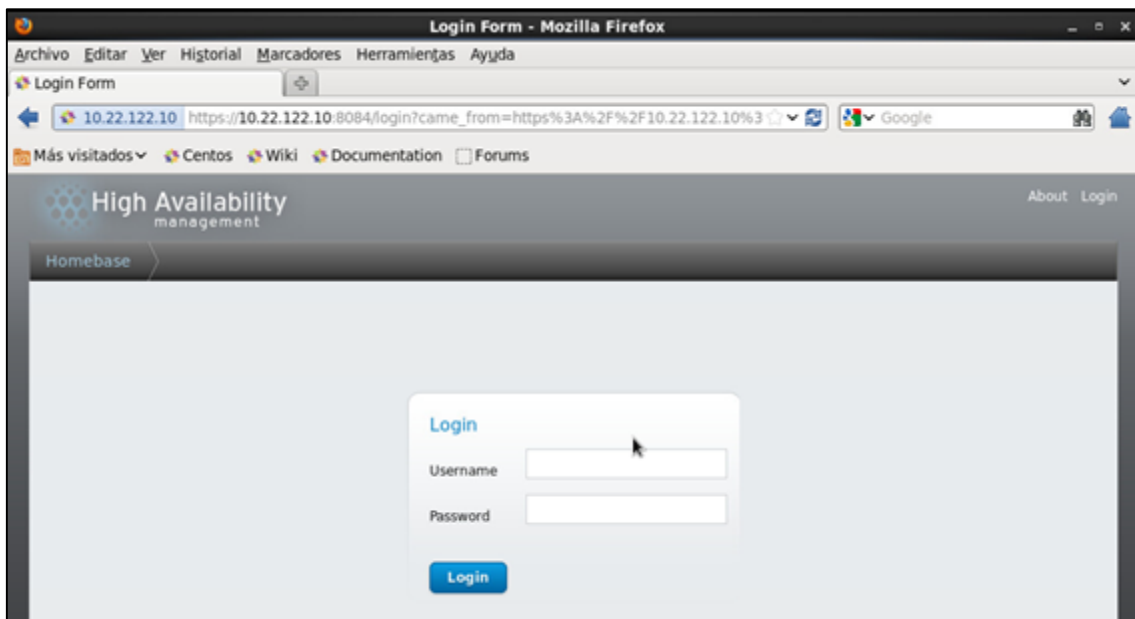 Login Form - Mozilla Firefox
Archivo Editar Ver Historial Marcadores Herramientas Ayuda
Login Form
10.22.122.10 https://10.22.122.10:8084/login?came_from=https%3A%2F%2F10.22.122.10%3 Google
Más visitados Centos Wiki Documentation Forums
High Availability
management
About Login
Homebase
Login
Username
Password
Login